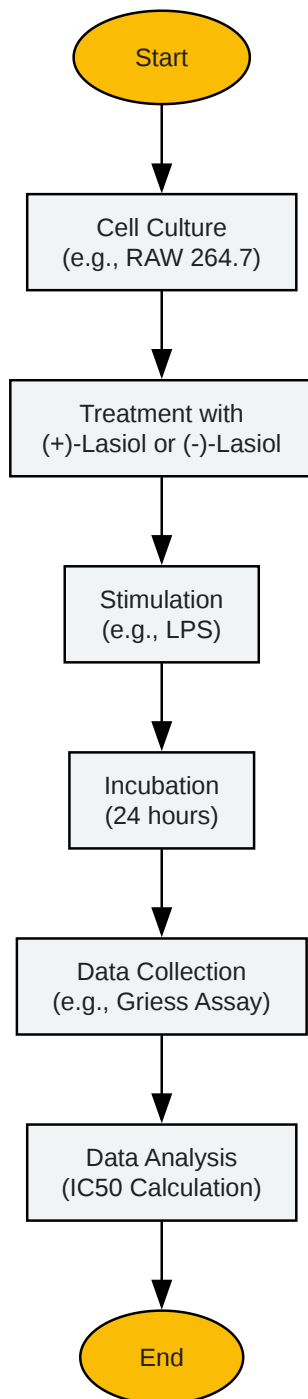 Start
Cell Culture
(e.g., RAW 264.7)
Treatment with
(+)-Lasiol or (-)-Lasiol
Stimulation
(e.g., LPS)
Incubation
(24 hours)
Data Collection
(e.g., Griess Assay)
Data Analysis
(IC50 Calculation)
End